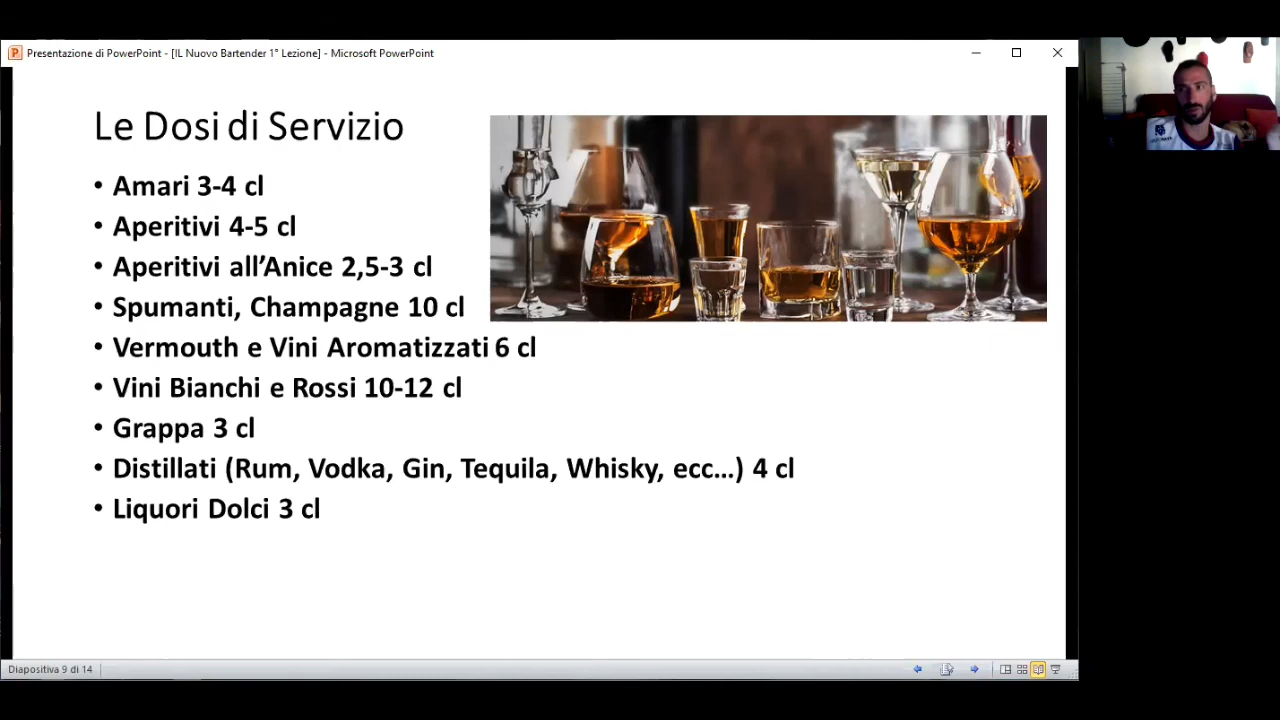 Presentazione di PowerPoint - [IL Nuovo Bartender 1° Lezione] - Microsoft PowerPoint
Le Dosi di Servizio
• Amari 3-4 cl
• Aperitivi 4-5 cl
• Aperitivi all’Anice 2,5-3 cl
• Spumanti, Champagne 10 cl
• Vermouth e Vini Aromatizzati 6 cl
• Vini Bianchi e Rossi 10-12 cl
• Grappa 3 cl
• Distillati (Rum, Vodka, Gin, Tequila, Whisky, ecc…) 4 cl
• Liquori Dolci 3 cl
Diapositiva 9 di 14